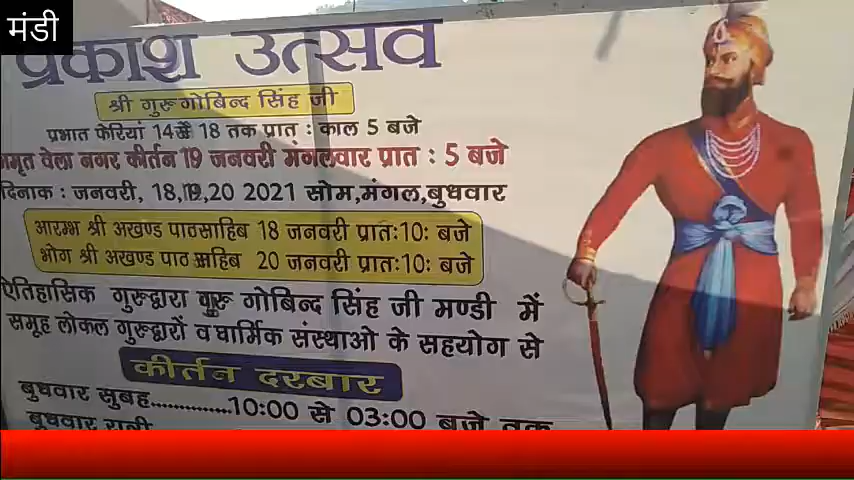 मंडी
प्रकाश उत्सव
श्री गुरू गोबिन्द सिंह जी
प्रभात फेरियां 14 से 18 तक प्रात : काल 5 बजे
अमृत वेला नगर कीर्तन 19 जनवरी मंगलवार प्रात : 5 बजे
दिनाक : जनवरी, 18,19,20 2021 सोम,मंगल,बुधवार
आरम्भ श्री अखण्ड पाठसाहिब 18 जनवरी प्रातः10: बजे
भोग श्री अखण्ड पाठ साहिब 20 जनवरी प्रातः10: बजे
ऐतिहासिक गुरुद्वारा गुरू गोबिन्द सिंह जी मण्डी में
समूह लोकल गुरुद्वारों व धार्मिक संस्थाओ के सहयोग से
कीर्तन दरबार
बुधवार सुबह..............10:00 से 03:00 बजे तक
बुधवार रात्री